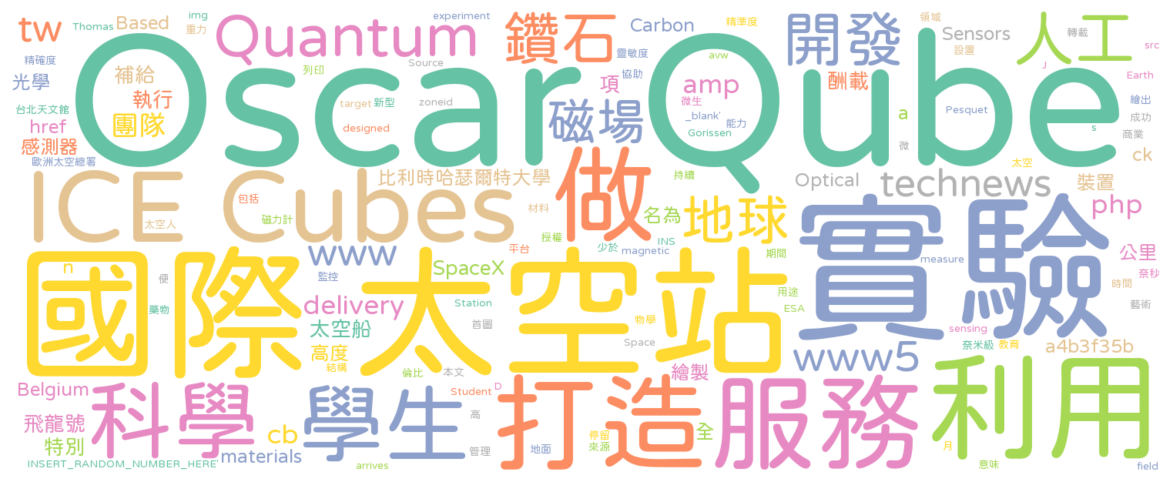 Thomas img Based experiment 領域 轉載
tw 重力 Quantum 鑽石 Carbon 精準度 開發 Sensors 人工 src
精確度 列印 Source 靈敏度 avw 設置 J
光學 補給 OscarQube 項 協助 amp 酬載 Earth
台北天文館 執行 target 新型 zoneid 磁場 微生 Pesquet 繪出
href 團隊 designed _blank' 能力 a s 成功
感測器 Gorissen 商業
歐洲太空總署 微 ck
ICE Cubes 包括 比利時哈瑟爾特大學 做 持續 Optical technews 太空 裝置
太空人 磁力計 材料 名為 地球 php
授權 少於 INS
n www 平台 magnetic 實驗 measure 公里
便 監控 SpaceX 期間 奈秒
國際太空站 時間
藥物 delivery Station 物學 用途 ESA 藝術
太空船 首圖 Space sensing
高度 www5 奈米級 教育 a4b3f35b
結構 倫比 本文 繪製
Belgium 科學 學生 Student D 打造 服務 利用
飛龍號 高 全
特別 cb 管理 地面 停留 來源 月
INSERT_RANDOM_NUMBER_HERE materials arrives 意味 field